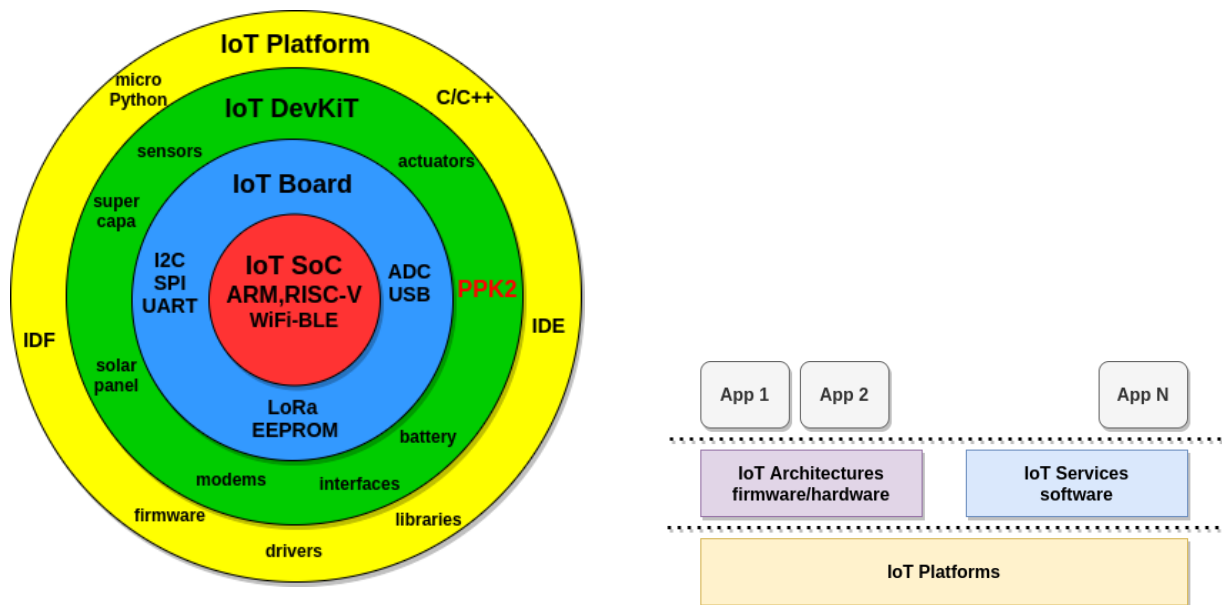 IoT Platform
micro
Python
C/C++
IoT DevKiT
sensors
actuators
super
capa
IoT Board
I2C
SPI
UART
IoT SoC
ARM,RISC-V
WiFi-BLE
ADC
USB
PPK2
IDF
IDE
solar
panel
LoRa
EEPROM
battery
modems
interfaces
firmware
libraries
drivers
App 1
App 2
App N
IoT Architectures
firmware/hardware
IoT Services
software
IoT Platforms